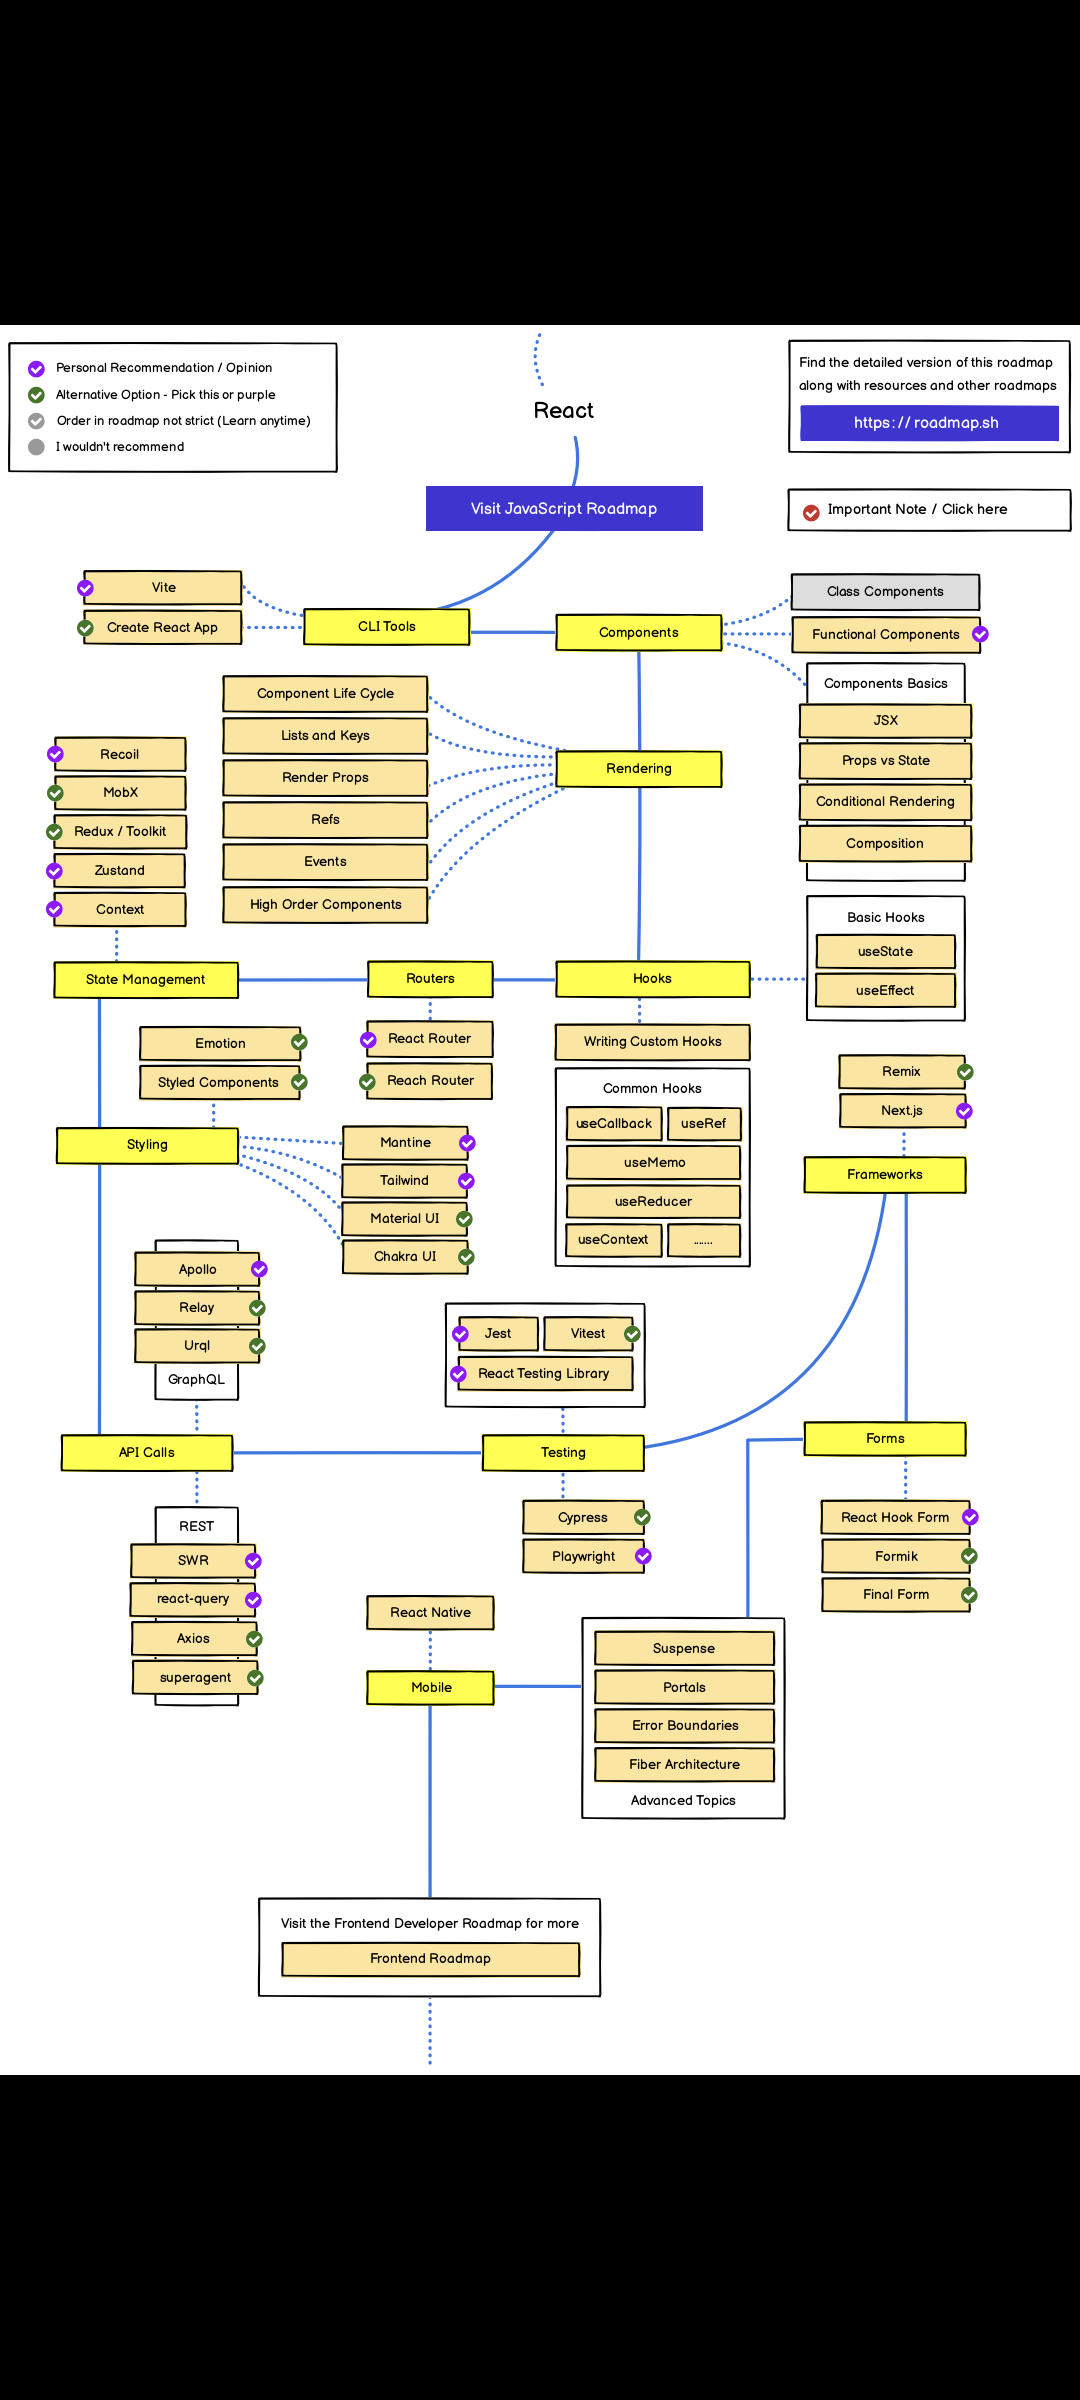 Personal Recommendation / Opinion
Alternative Option - Pick this or purple
Order in roadmap not strict (Learn anytime)
I wouldn't recommend
React
Find the detailed version of this roadmap
along with resources and other roadmaps
https://roadmap.sh
Visit JavaScript Roadmap
Important Note / Click here
Vite
Create React App
CLI Tools
Components
Class Components
Functional Components
Components Basics
JSX
Props vs State
Conditional Rendering
Composition
Component Life Cycle
Lists and Keys
Render Props
Refs
Events
High Order Components
Rendering
Recoil
MobX
Redux / Toolkit
Zustand
Context
State Management
Routers
Hooks
Basic Hooks
useState
useEffect
Emotion
Styled Components
React Router
Reach Router
Writing Custom Hooks
Common Hooks
useCallback
useRef
useMemo
useReducer
useContext
.......
Remix
Next.js
Frameworks
Styling
Mantine
Tailwind
Material UI
Chakra UI
Apollo
Relay
Urql
GraphQL
Jest
Vitest
React Testing Library
API Calls
Testing
Forms
REST
SWR
react-query
Axios
superagent
Cypress
Playwright
React Hook Form
Formik
Final Form
React Native
Mobile
Suspense
Portals
Error Boundaries
Fiber Architecture
Advanced Topics
Visit the Frontend Developer Roadmap for more
Frontend Roadmap